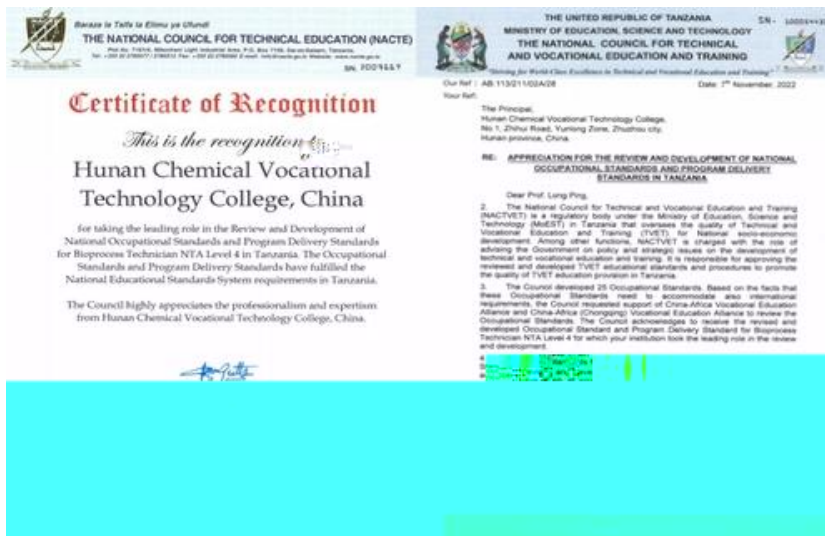 Baraza la Taifa la Elimu ya Ufundi
THE NATIONAL COUNCIL FOR TECHNICAL EDUCATION (NACTE)
Certificate of Recognition
This is the recognition
Hunan Chemical Vocational
Technology College, China
for taking the leading role in the Review and Development of
National Occupational Standards and Program Delivery Standards
for Bioprocess Technician NTA Level 4 in Tanzania. The Occupational
Standards and Program Delivery Standards have fulfilled the
National Educational Standards System requirements in Tanzania.
The Council highly appreciates the professionalism and expertism
from Hunan Chemical Vocational Technology College, China.
THE UNITED REPUBLIC OF TANZANIA
SN-
MINISTRY OF EDUCATION, SCIENCE AND TECHNOLOGY
THE NATIONAL COUNCIL FOR TECHNICAL
AND VOCATIONAL EDUCATION AND TRAINING
"Striving for World-Class Excellence in Technical and Vocational Education and Training"
Our Ref : AB.113/211/02A/28
Date: 7th November, 2022
Your Ref:
The Principal,
Hunan Chemical Vocational Technology College,
No 1, Zhihui Road, Yunlong Zone, Zhuzhou city,
Hunan province, China.
RE: APPRECIATION FOR THE REVIEW AND DEVELOPMENT OF NATIONAL
OCCUPATIONAL STANDARDS AND PROGRAM DELIVERY
STANDARDS IN TANZANIA
Dear Prof. Long Ping,
2. The National Council for Technical and Vocational Education and Training
(NACTVET) is a regulatory body under the Ministry of Education, Science and
Technology (MoEST) in Tanzania that oversees the quality of Technical and
Vocational Education and Training (TVET) for National socio-economic
development. Among other functions, NACTVET is charged with the role of
advising the Government on policy and strategic issues on the development of
technical and vocational education and training. It is responsible for approving the
reviewed and developed TVET educational standards and procedures to promote
the quality of TVET education provision in Tanzania.
3. The Council developed 25 Occupational Standards. Based on the facts that
these Occupational Standards need to accommodate also international
requirements, the Council requested support of China-Africa Vocational Education
Alliance and China-Africa (Chongqing) Vocational Education Alliance to review the
Occupational Standards. The Council acknowledges to receive the revised and
developed Occupational Standard and Program Delivery Standard for Bioprocess
Technician NTA Level 4 for which your institution took the leading role in the review
and development.